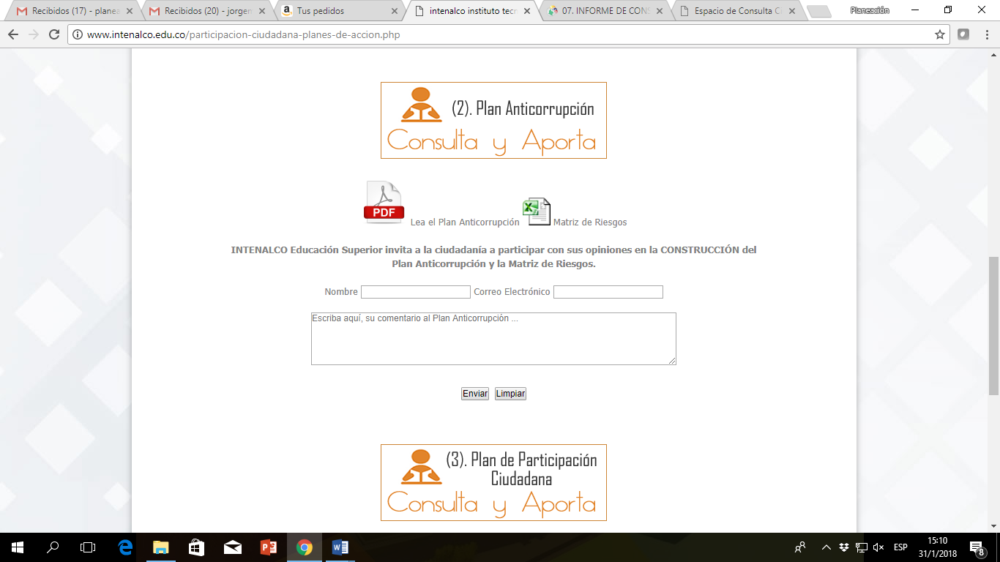 Recibidos (17) - planea
Recibidos (20) - jorgen
Tus pedidos
intenalco instituto tecn
07. INFORME DE CONS
Espacio de Consulta Ci
Planeación
www.intenalco.edu.co/participacion-ciudadana-planes-de-accion.php
(2). Plan Anticorrupción
Consulta y Aporta
PDF
Lea el Plan Anticorrupción
Matriz de Riesgos
INTENALCO Educación Superior invita a la ciudadanía a participar con sus opiniones en la CONSTRUCCIÓN del
Plan Anticorrupción y la Matriz de Riesgos.
Nombre
Correo Electrónico
Escriba aquí, su comentario al Plan Anticorrupción ...
Enviar
Limpiar
(3). Plan de Participación
Ciudadana
Consulta y Aporta
ESP
15:10
31/1/2018
8